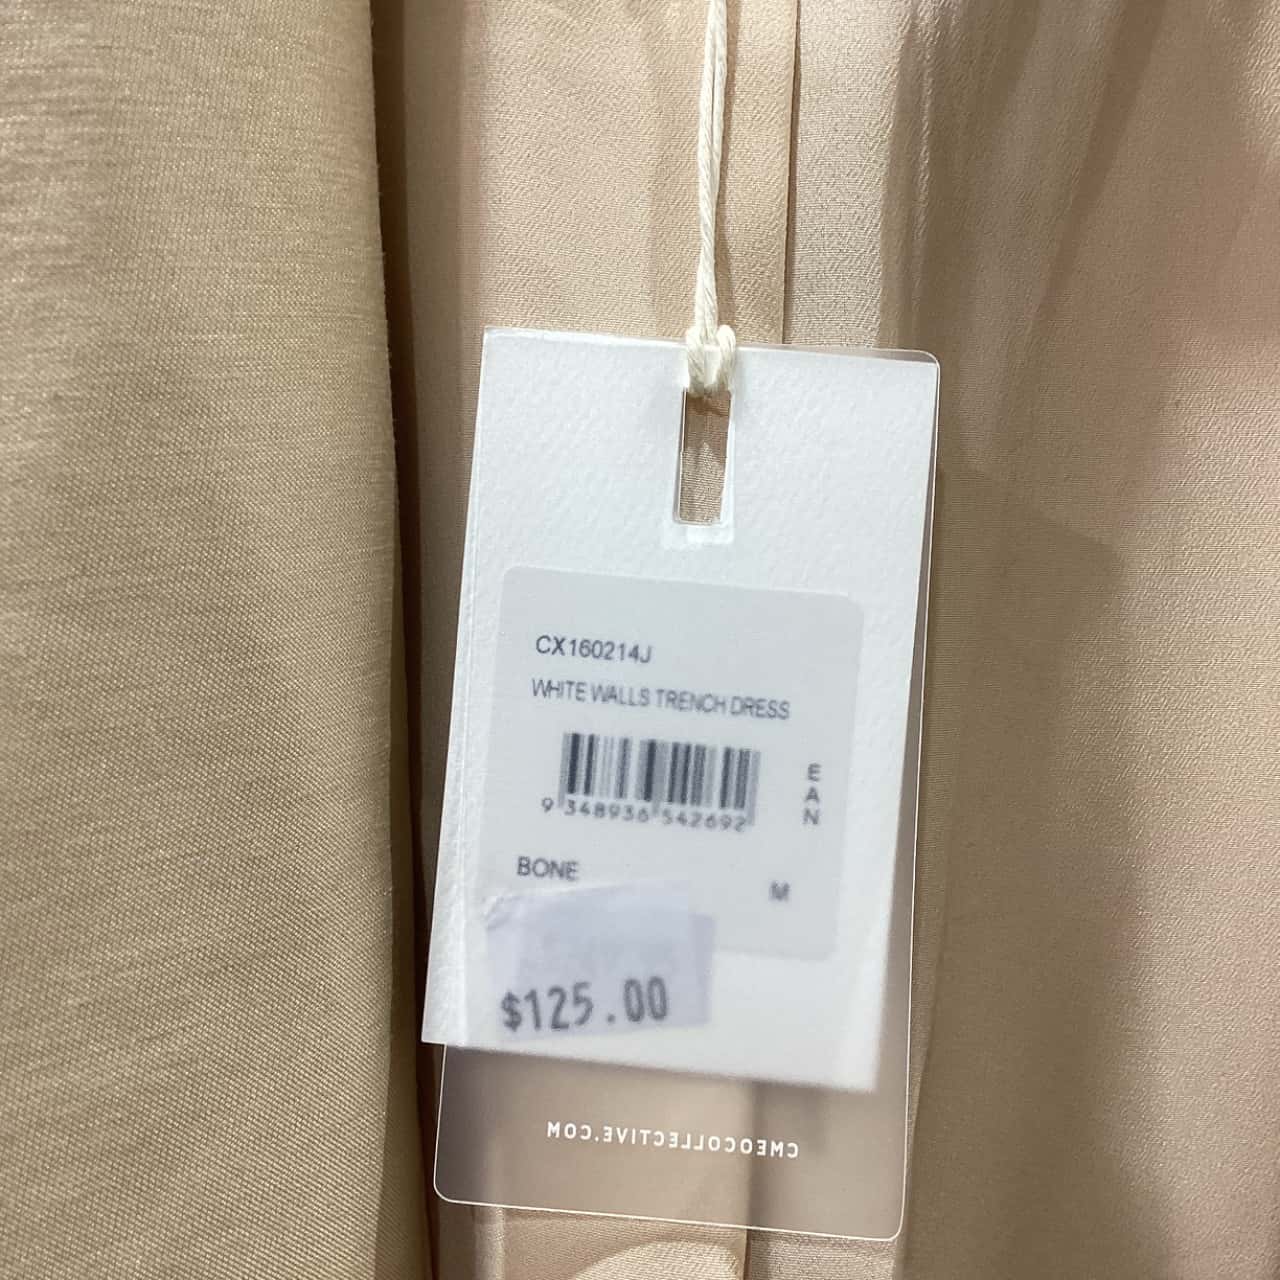 CX160214J
WHITE WALLS TRENCH DRESS
9 348936 542692
EAN
BONE
M
$125.00
CMEOCOLLECTIVE.COM